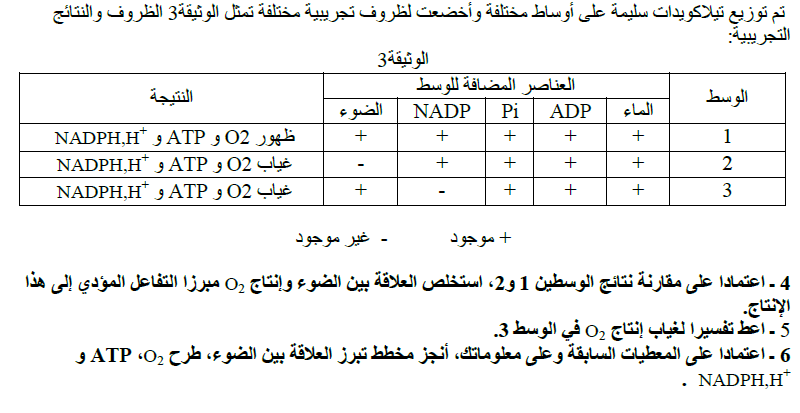 تم توزيع تيلاكويدات سليمة على أوساط مختلفة وأخضعت لظروف تجريبية مختلفة تمثل الوثيقة3 الظروف والنتائج
التجريبية:
الوثيقة3
الوسط العناصر المضافة للوسط النتيجة
الماء ADP Pi NADP الضوء
1 + + + + + ظهور O2 و ATP و NADPH,H⁺
2 + + + + - غياب O2 و ATP و NADPH,H⁺
3 + + + - + غياب O2 و ATP و NADPH,H⁺
+ موجود - غير موجود
4 ـ اعتمادا على مقارنة نتائج الوسطين 1 و2، استخلص العلاقة بين الضوء وإنتاج O₂ مبرزا التفاعل المؤدي إلى هذا
الإنتاج.
5 ـ اعط تفسيرا لغياب إنتاج O₂ في الوسط 3.
6 ـ اعتمادا على المعطيات السابقة وعلى معلوماتك، أنجز مخطط تبرز العلاقة بين الضوء، طرح O₂، ATP و
NADPH,H⁺ .